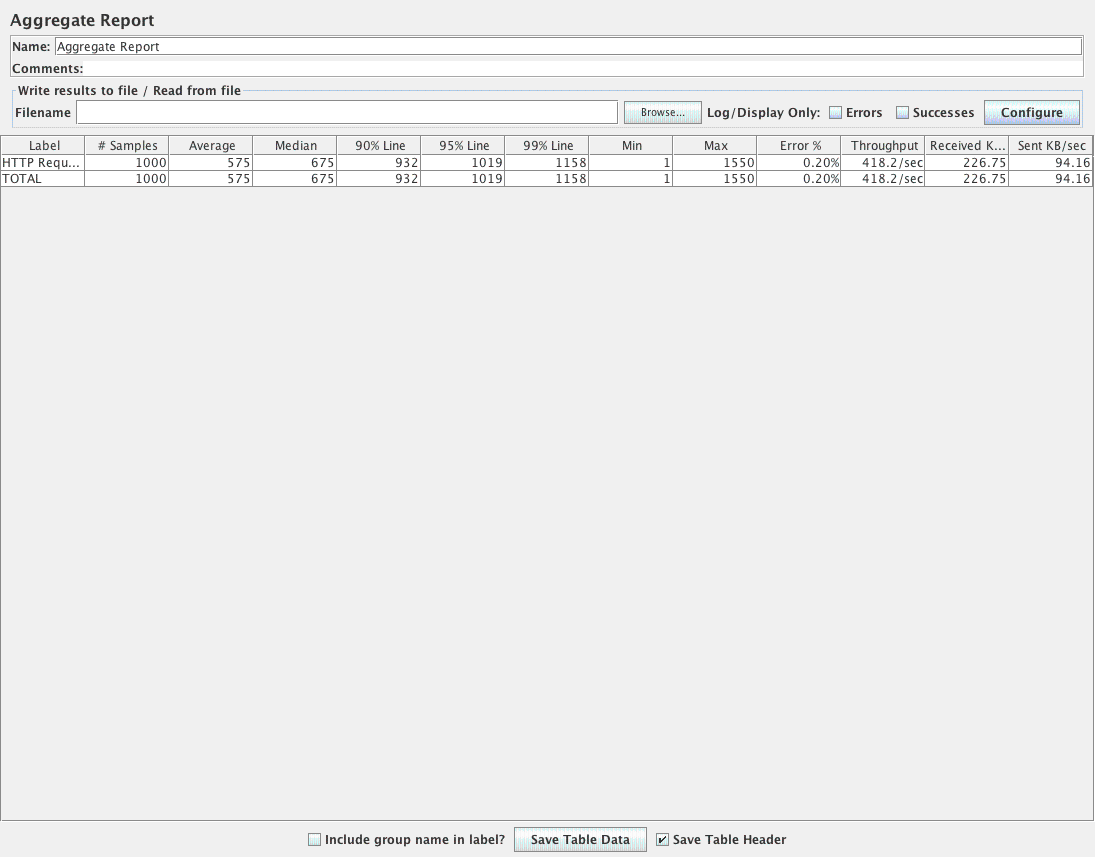 Aggregate Report
Name: Aggregate Report
Comments:
Write results to file / Read from file
Filename Browse... Log/Display Only: Errors Successes Configure
Label # Samples Average Median 90% Line 95% Line 99% Line Min Max Error % Throughput Received K... Sent KB/sec
HTTP Requ... 1000 575 675 932 1019 1158 1 1550 0.20% 418.2/sec 226.75 94.16
TOTAL 1000 575 675 932 1019 1158 1 1550 0.20% 418.2/sec 226.75 94.16
Include group name in label? Save Table Data Save Table Header